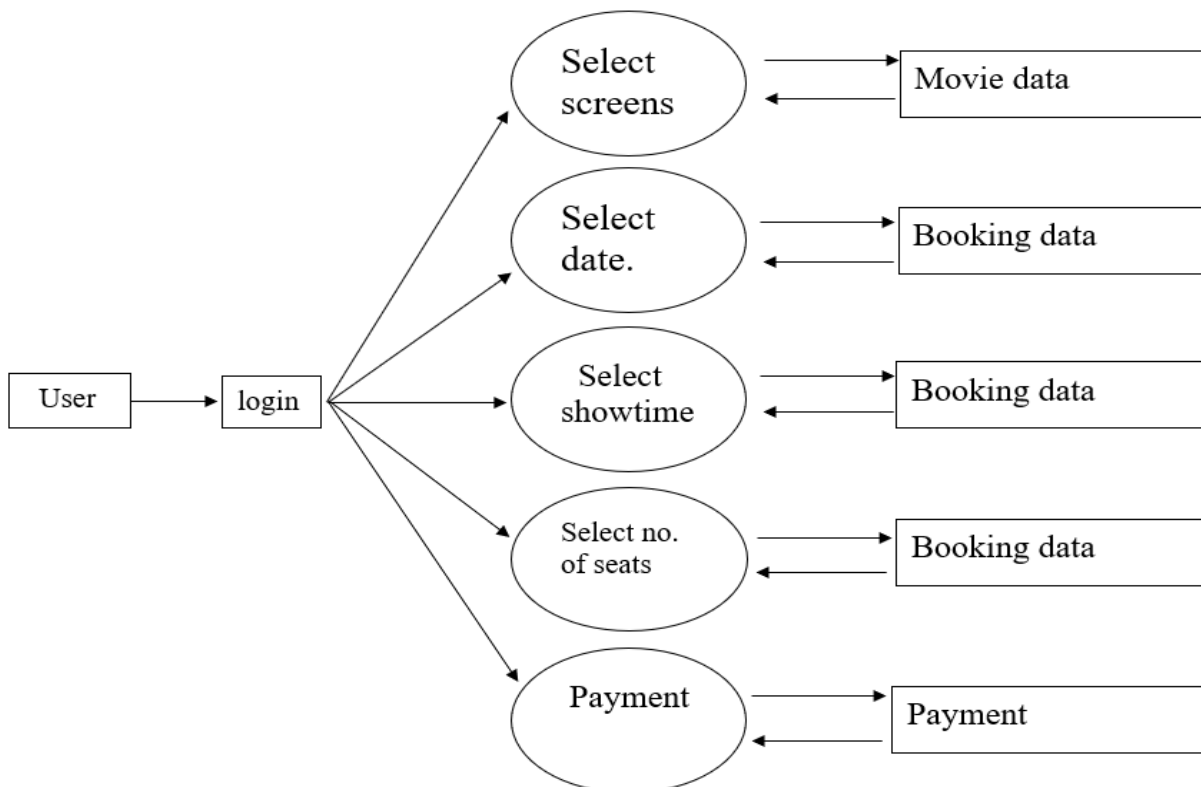 Select
screens
Movie data
Select
date.
Booking data
User
login
Select
showtime
Booking data
Select no.
of seats
Booking data
Payment
Payment